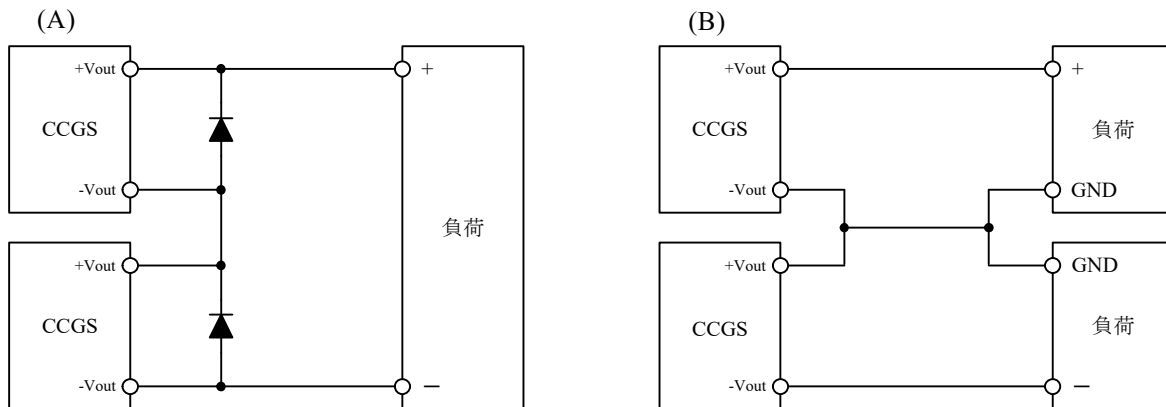 (A)
+Vout
CCGS
-Vout
+Vout
CCGS
-Vout
+
負荷
−
(B)
+Vout
CCGS
-Vout
+Vout
CCGS
-Vout
+
負荷
GND
GND
負荷
−